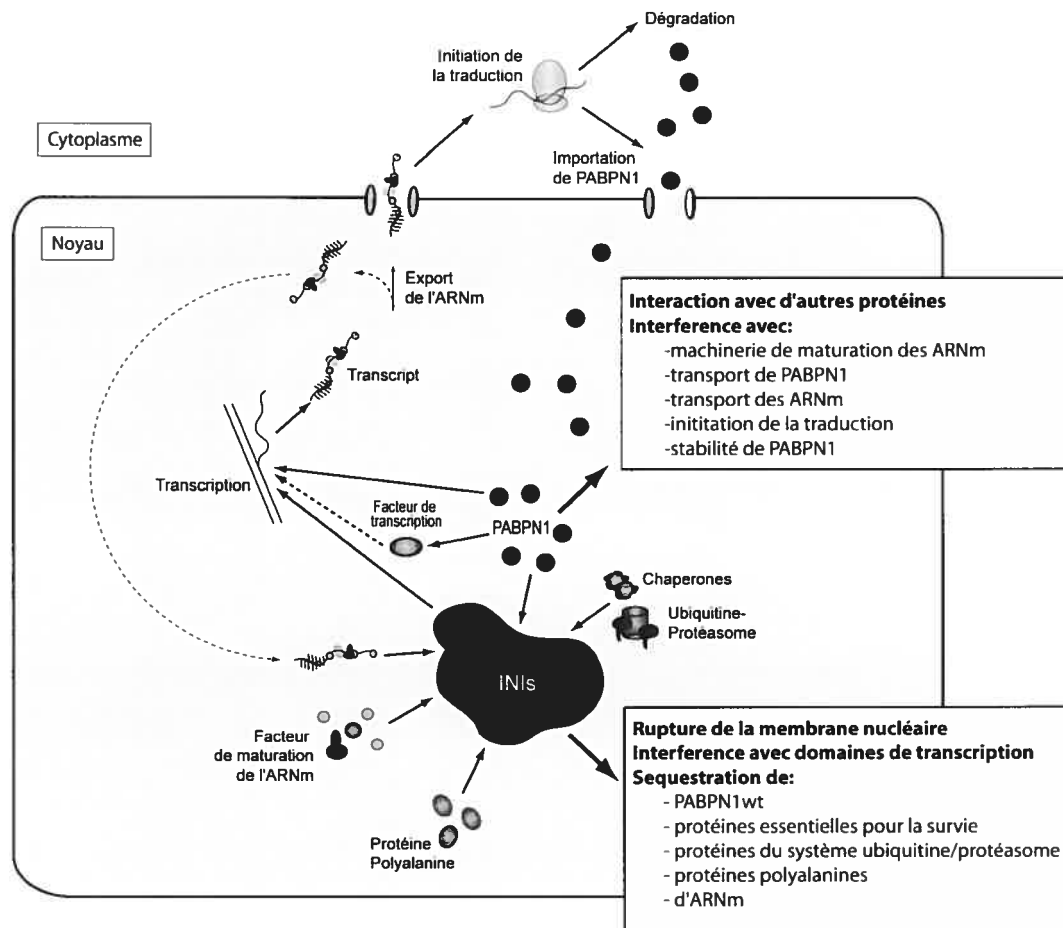 Dégradation
Initiation de
la traduction
Cytoplasme
Importation
de PABPN1
Noyau
Export
de l'ARNm
Interaction avec d'autres protéines
Interference avec:
-machinerie de maturation des ARNm
-transport de PABPN1
-transport des ARNm
-inititation de la traduction
-stabilité de PABPN1
Transcript
Transcription
Facteur de
transcription
PABPN1
Chaperones
Ubiquitine-
Protéasome
INIs
Facteur
de maturation
de l'ARNm
Protéine
Polyalanine
Rupture de la membrane nucléaire
Interference avec domaines de transcription
Sequestration de:
- PABPN1wt
- protéines essentielles pour la survie
- protéines du système ubiquitine/protéasome
- protéines polyalanines
- d'ARNm